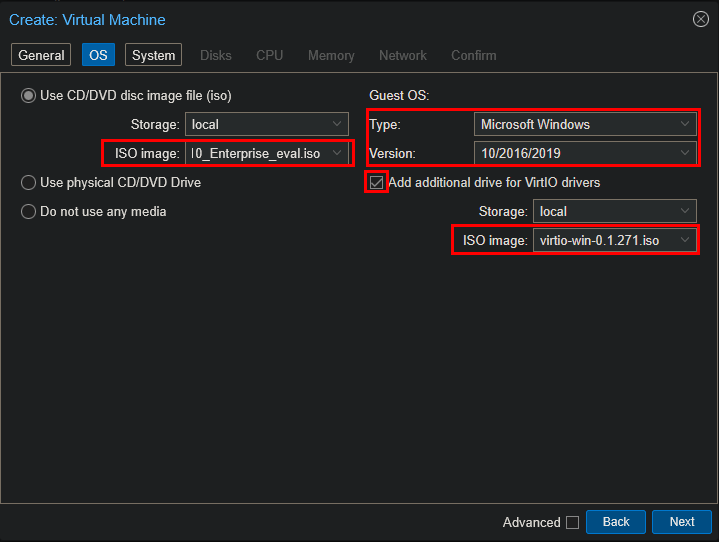 Create: Virtual Machine
General OS System Disks CPU Memory Network Confirm
Use CD/DVD disc image file (iso)
Storage: local
ISO image: 10_Enterprise_eval.iso
Use physical CD/DVD Drive
Do not use any media
Guest OS:
Type: Microsoft Windows
Version: 10/2016/2019
Add additional drive for VirtIO drivers
Storage: local
ISO image: virtio-win-0.1.271.iso
Advanced Back Next